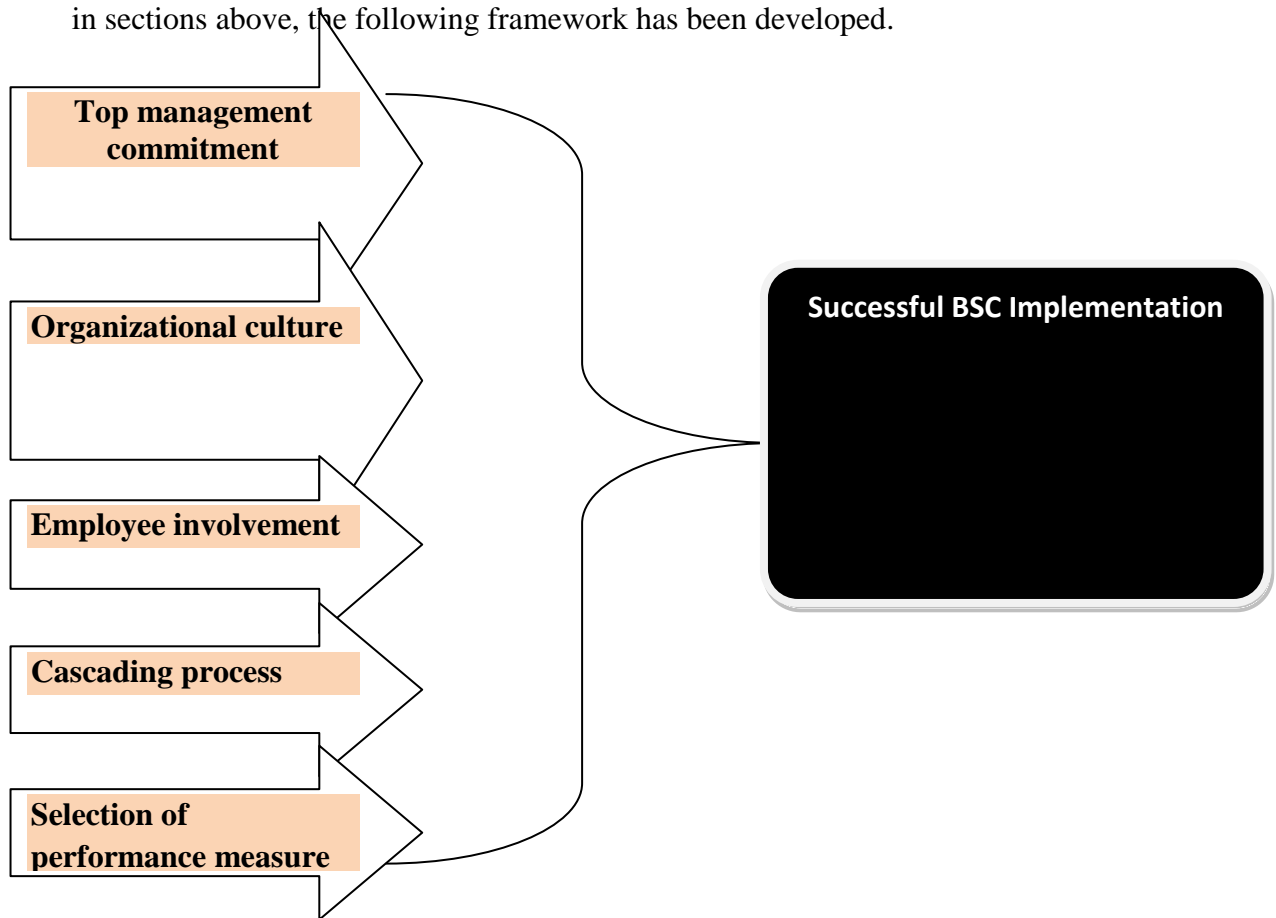 in sections above, the following framework has been developed.
Top management
commitment
Organizational culture
Employee involvement
Cascading process
Selection of
performance measure
Successful BSC Implementation